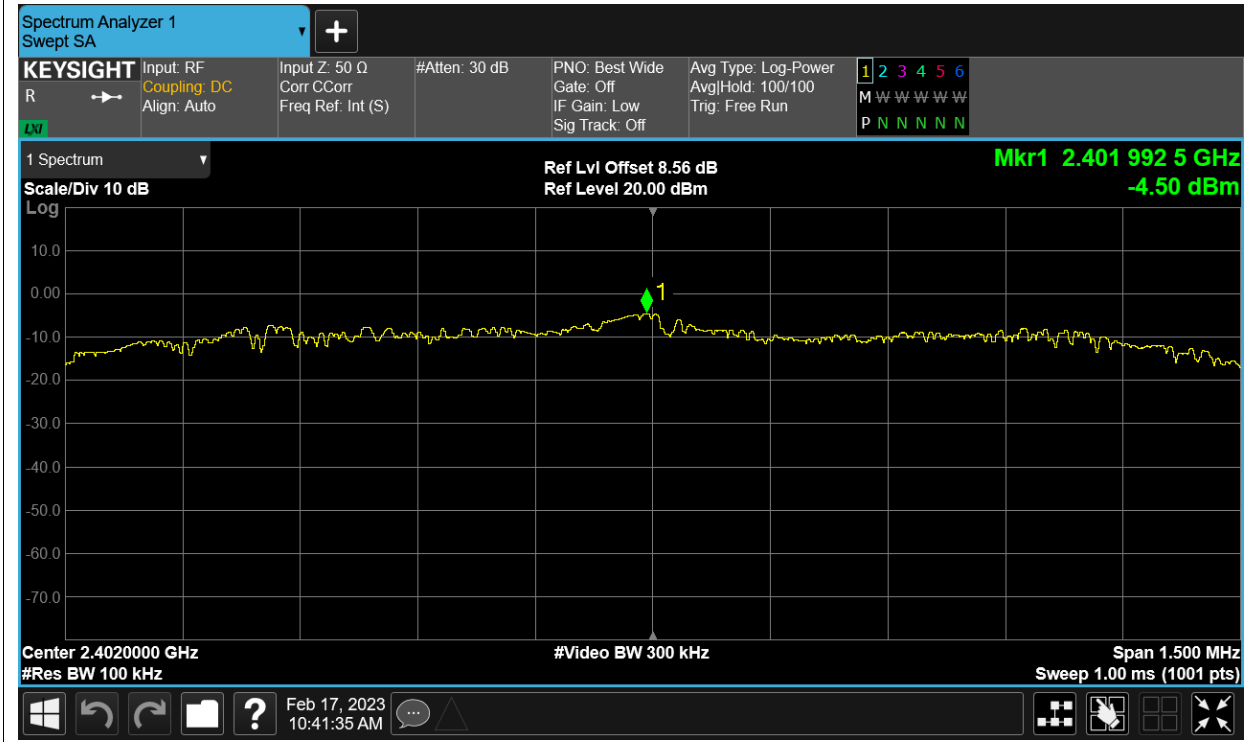 Spectrum Analyzer 1
Swept SA
KEYSIGHT
R
LXI
Input: RF
Coupling: DC
Align: Auto
Input Z: 50 Ω
Corr CCorr
Freq Ref: Int (S)
#Atten: 30 dB
PNO: Best Wide
Gate: Off
IF Gain: Low
Sig Track: Off
Avg Type: Log-Power
Avg|Hold: 100/100
Trig: Free Run
1 2 3 4 5 6
M W W W W W
P N N N N N
1 Spectrum
Scale/Div 10 dB
Log
Ref Lvl Offset 8.56 dB
Ref Level 20.00 dBm
Mkr1 2.401 992 5 GHz
-4.50 dBm
10.0
0.00
1
-10.0
-20.0
-30.0
-40.0
-50.0
-60.0
-70.0
Center 2.4020000 GHz
#Video BW 300 kHz
Span 1.500 MHz
#Res BW 100 kHz
Sweep 1.00 ms (1001 pts)
?
Feb 17, 2023
10:41:35 AM